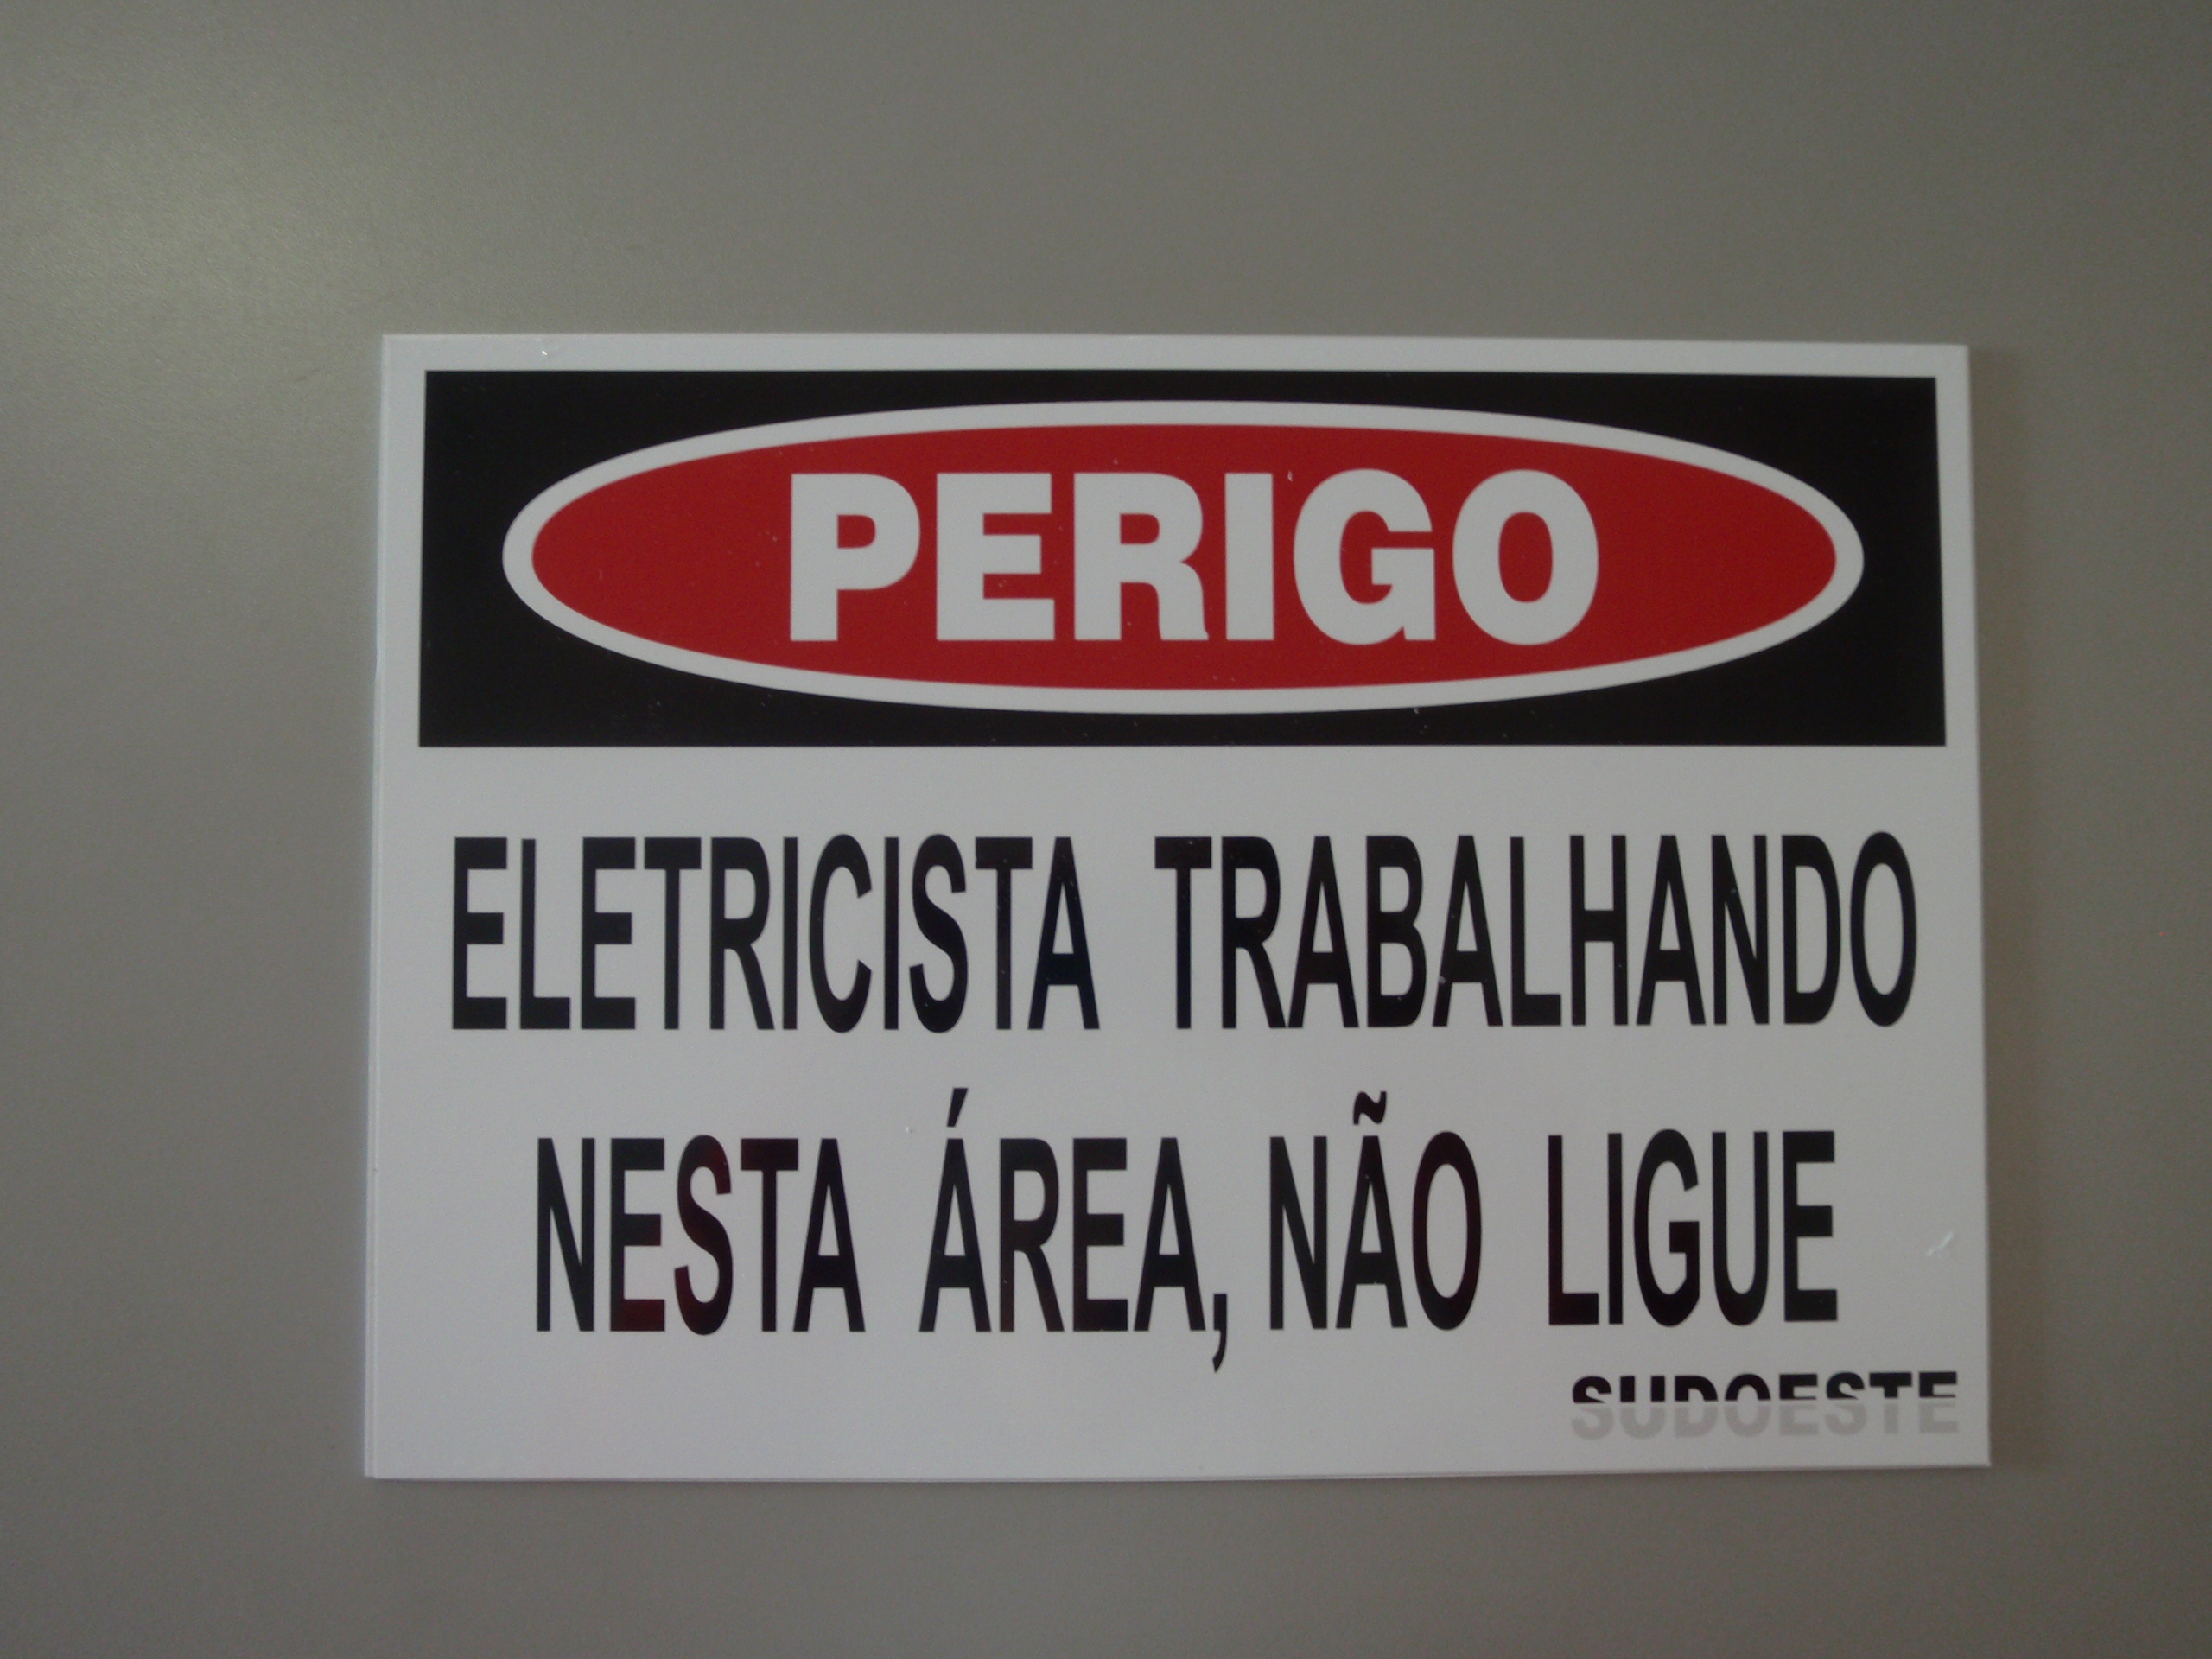 PERIGO
ELETRICISTA TRABALHANDO
NESTA ÁREA, NÃO LIGUE
SUDOESTE